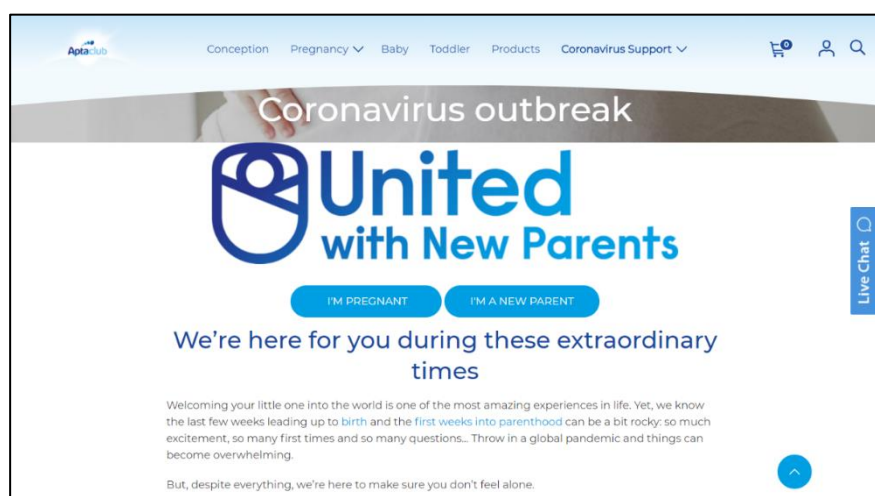 Aptaclub
Conception Pregnancy Baby Toddler Products Coronavirus Support 0
Coronavirus outbreak
United
with New Parents
Live Chat
I'M PREGNANT I'M A NEW PARENT
We're here for you during these extraordinary
times
Welcoming your little one into the world is one of the most amazing experiences in life. Yet, we know
the last few weeks leading up to birth and the first weeks into parenthood can be a bit rocky: so much
excitement, so many first times and so many questions... Throw in a global pandemic and things can
become overwhelming.
But, despite everything, we're here to make sure you don't feel alone.